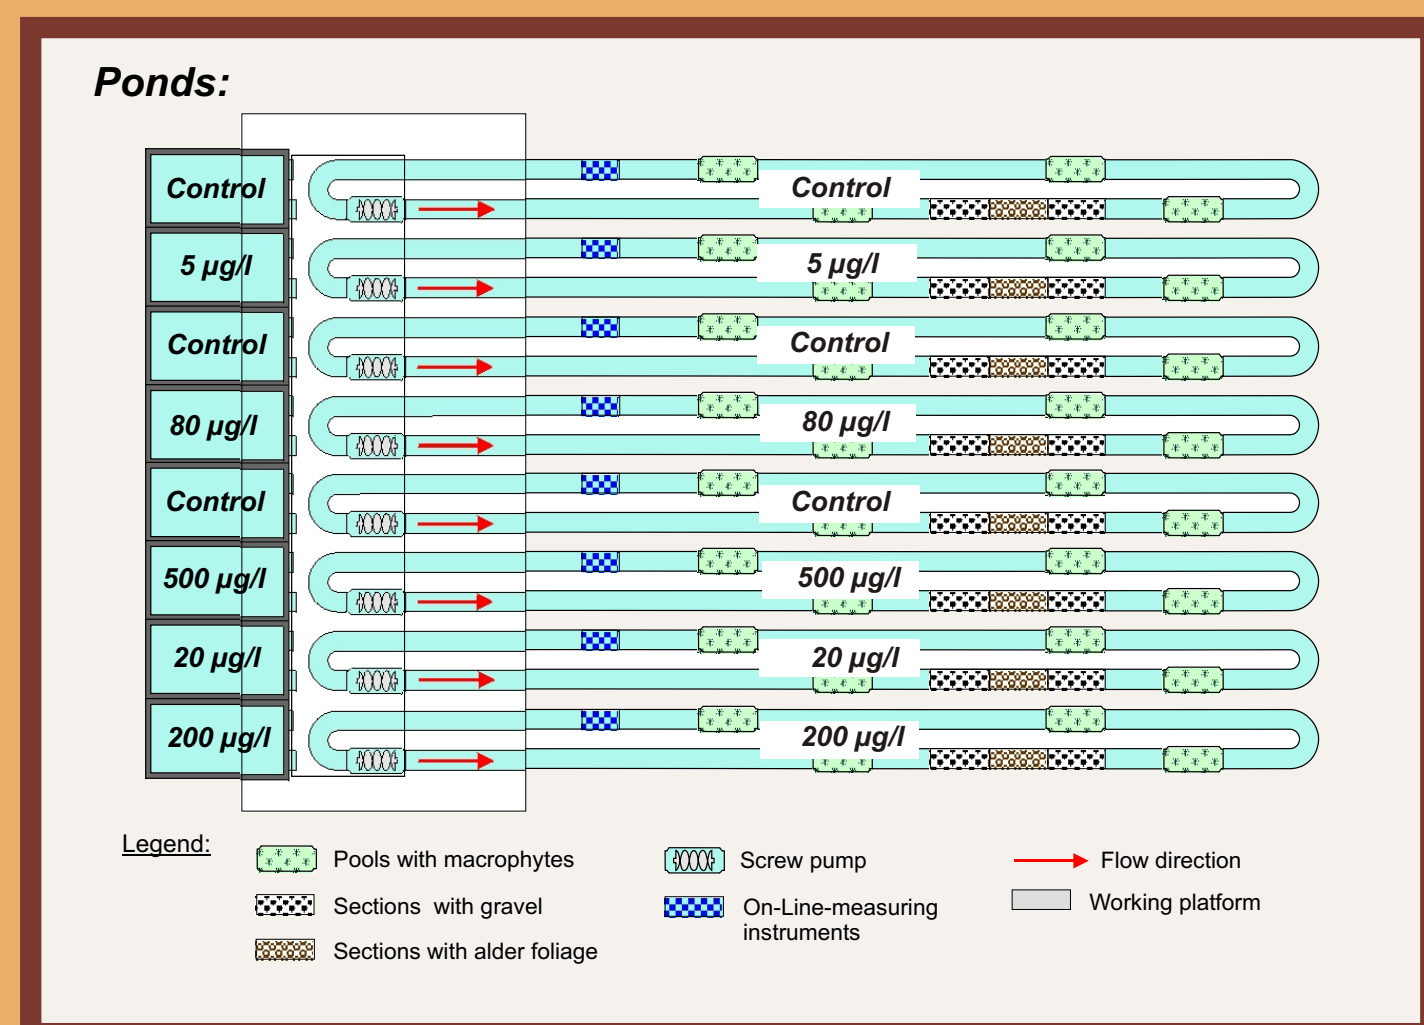 Ponds:
Control
Control
5 µg/l
5 µg/l
Control
Control
80 µg/l
80 µg/l
Control
Control
500 µg/l
500 µg/l
20 µg/l
20 µg/l
200 µg/l
200 µg/l
Legend:
Pools with macrophytes
Screw pump
Flow direction
Sections with gravel
On-Line-measuring
instruments
Working platform
Sections with alder foliage